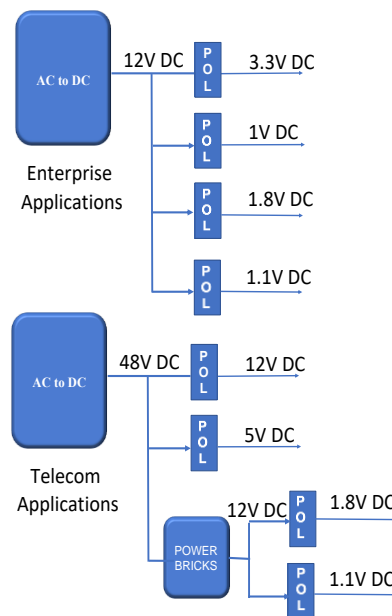 AC to DC
12V DC
POL
3.3V DC
POL
1V DC
Enterprise
Applications
POL
1.8V DC
POL
1.1V DC
AC to DC
48V DC
POL
12V DC
POL
5V DC
Telecom
Applications
POWER
BRICKS
12V DC
POL
1.8V DC
POL
1.1V DC